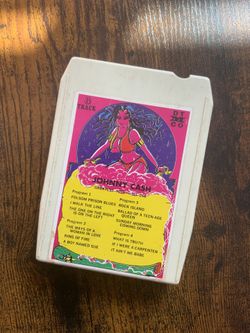 8
TRACK
JOHNNY CASH
Program 1
FOLSOM PRISON BLUES
I WALK THE LINE
THE ONE ON THE RIGHT
IS ON THE LEFT
Program 2
THE WAYS OF A
WOMAN IN LOVE
RING OF FIRE
A BOY NAMED SUE
Program 3
ROCK ISLAND
BALLAD OF A TEEN-AGE
QUEEN
SUNDAY MORNING
COMING DOWN
Program 4
WHAT IS TRUTH
IF I WERE A CARPENTER
IT AIN'T ME BABE